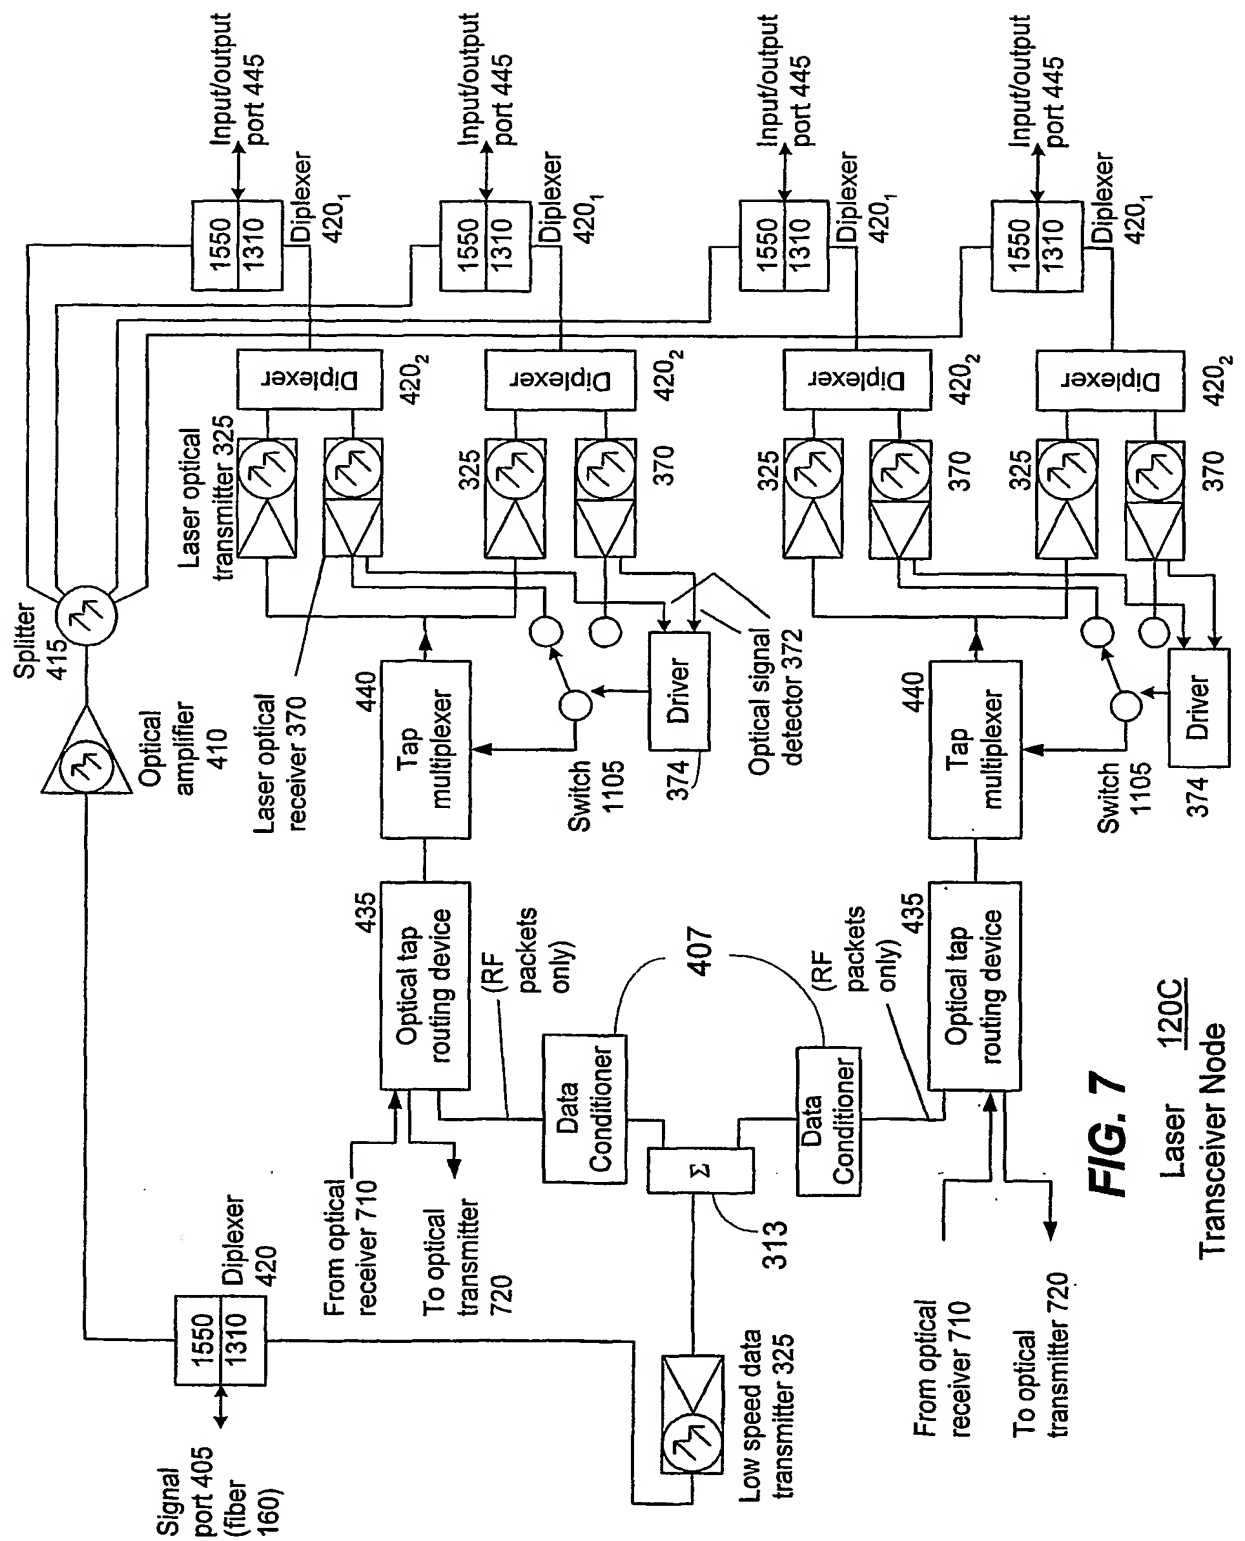 Signal
port 405
(fiber
160)
1550
1310
Diplexer
420
Optical
amplifier
410
Splitter
415
1550
1310
Input/output
port 445
Diplexer
420₁
1550
1310
Input/output
port 445
Diplexer
420₁
1550
1310
Input/output
port 445
Diplexer
420₁
1550
1310
Input/output
port 445
Diplexer
420₁
Laser optical
transmitter 325
Laser optical
receiver 370
Diplexer
420₂
325
370
Diplexer
420₂
325
370
Diplexer
420₂
325
370
Diplexer
420₂
From optical
receiver 710
To optical
transmitter
720
435
Optical tap
routing device
440
Tap
multiplexer
Switch
1105
Driver
374
Optical signal
detector 372
(RF
packets
only)
Data
Conditioner
407
Data
Conditioner
(RF
packets
only)
Σ
313
Low speed data
transmitter 325
From optical
receiver 710
To optical
transmitter 720
435
Optical tap
routing device
440
Tap
multiplexer
Switch
1105
Driver
374
FIG. 7
Laser 120C
Transceiver Node